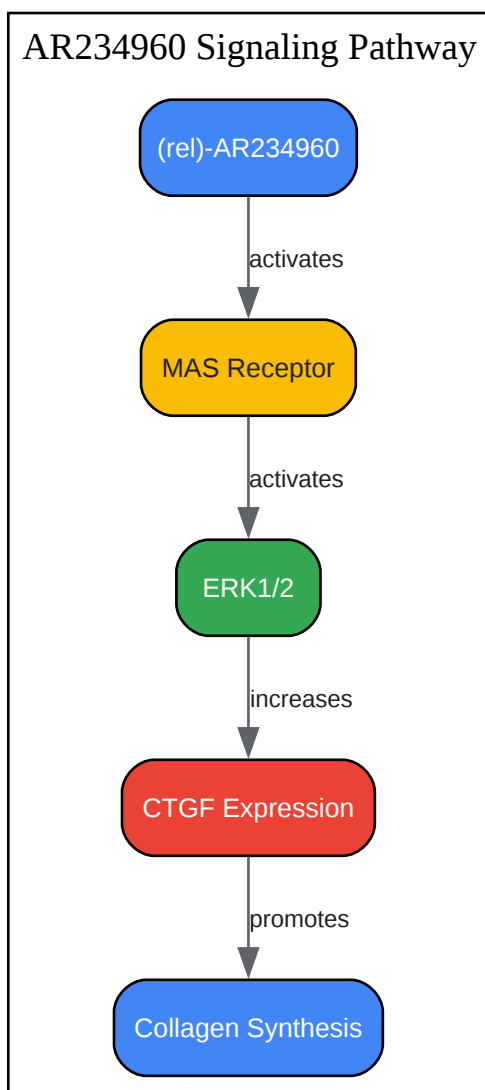 AR234960 Signaling Pathway
(rel)-AR234960
activates
MAS Receptor
activates
ERK1/2
increases
CTGF Expression
promotes
Collagen Synthesis